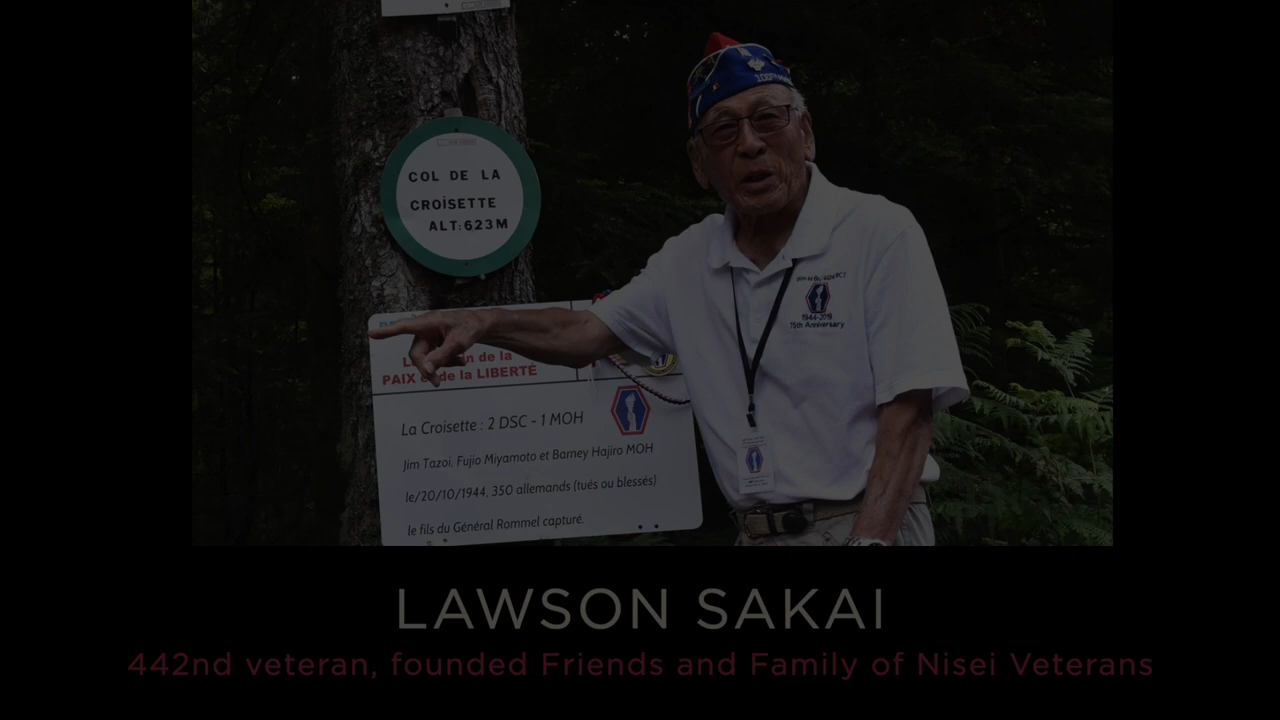 COL DE LA
CROISETTE
ALT:623M
de la
PAIX de la LIBERTÉ
La Croisette : 2 DSC - 1 MOH
Jim Tazoi, Fujio Miyamoto et Barney Hajiro MOH
le/20/10/1944, 350 allemands (tués ou blessés)
le fils du Général Rommel capturé.
1944-2019
75th Anniversary
LAWSON SAKAI
442nd veteran, founded Friends and Family of Nisei Veterans